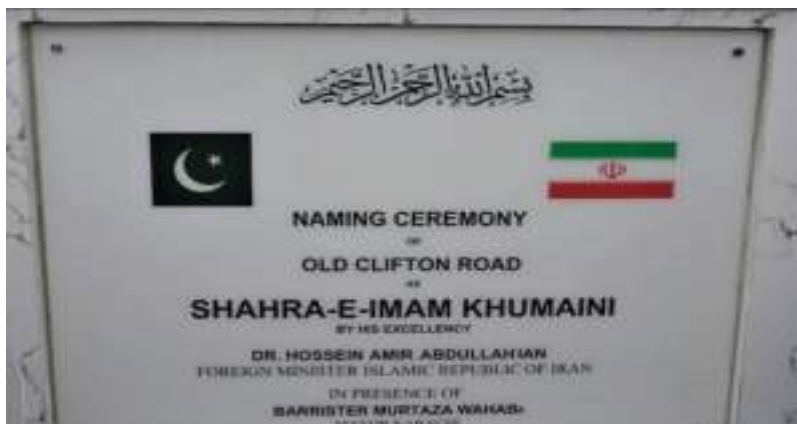 بسم الله الرحمن الرحيم
NAMING CEREMONY
OF
OLD CLIFTON ROAD
AS
SHAHRA-E-IMAM KHUMAINI
BY HIS EXCELLENCY
DR. HOSSEIN AMIR ABDULLAHIAN
FOREIGN MINISTER ISLAMIC REPUBLIC OF IRAN
IN PRESENCE OF
BARRISTER MURTAZA WAHAB